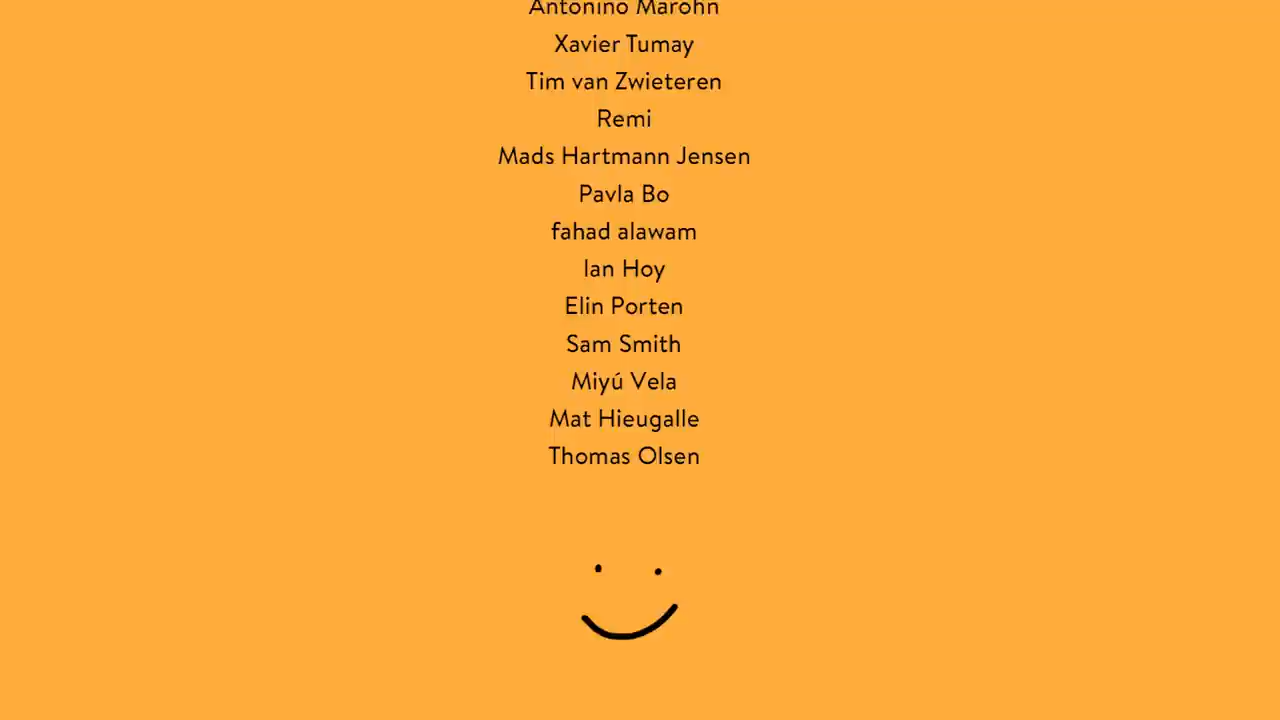 Antonino Marohn
Xavier Tumay
Tim van Zwieteren
Remi
Mads Hartmann Jensen
Pavla Bo
fahad alawam
Ian Hoy
Elin Porten
Sam Smith
Miyú Vela
Mat Hieugalle
Thomas Olsen